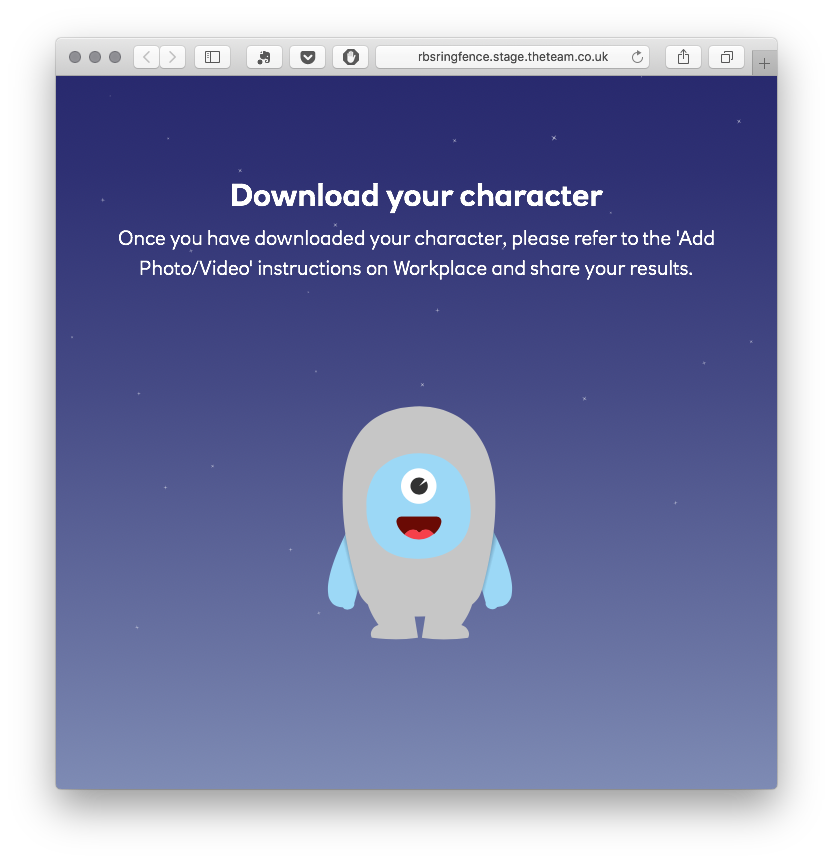 rbsringfence.stage.theteam.co.uk
Download your character
Once you have downloaded your character, please refer to the 'Add
Photo/Video' instructions on Workplace and share your results.